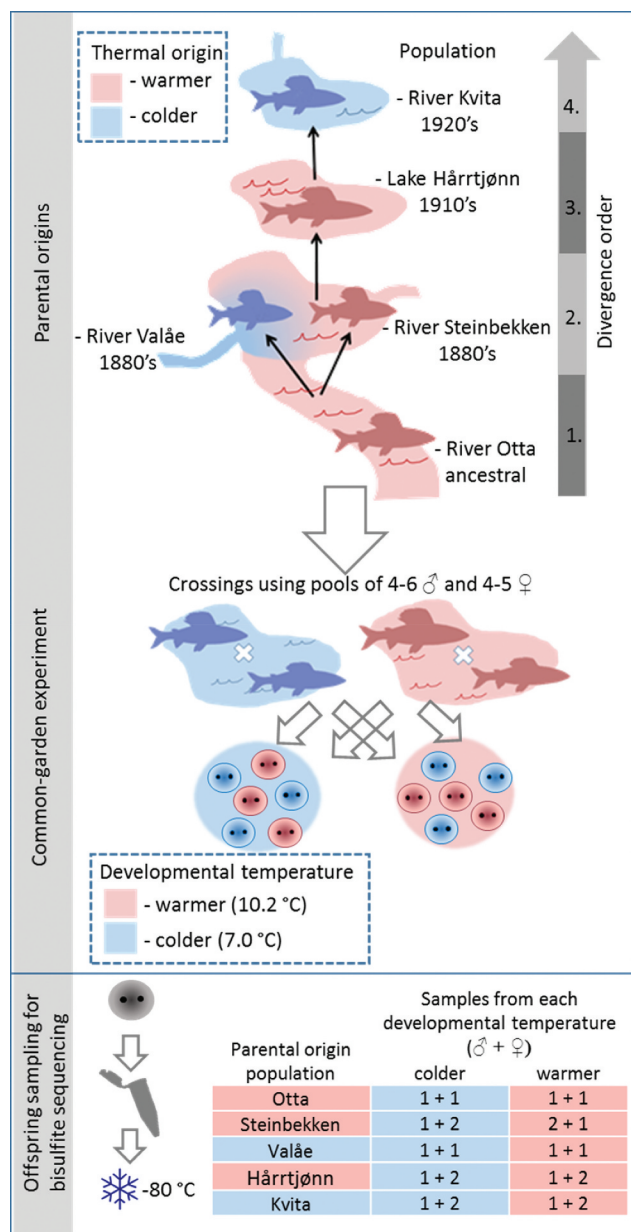 Parental origins
Thermal origin
- warmer
- colder
Population
- River Kvita
1920's
- Lake Hårrtjønn
1910's
- River Valåe
1880's
- River Steinbekken
1880's
- River Otta
ancestral
4.
3.
2.
1.
Divergence order
Common-garden experiment
Crossings using pools of 4-6 ♂ and 4-5 ♀
Developmental temperature
- warmer (10.2 °C)
- colder (7.0 °C)
Offspring sampling for
bisulfite sequencing
-80 °C
Samples from each
developmental temperature
(♂ + ♀)
Parental origin
population
colder warmer
Otta 1 + 1 1 + 1
Steinbekken 1 + 2 2 + 1
Valåe 1 + 1 1 + 1
Hårrtjønn 1 + 2 1 + 2
Kvita 1 + 2 1 + 2